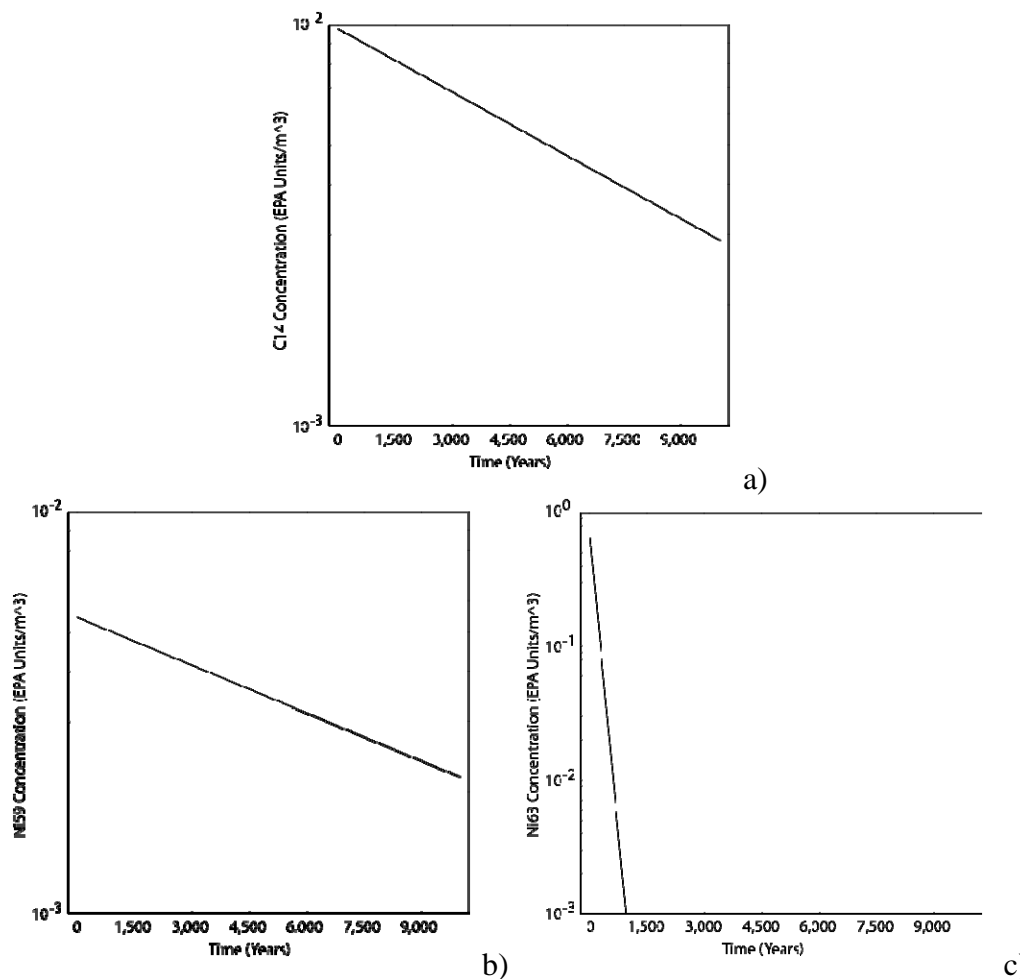 10⁻²
C14 Concentration (EPA Units/m^3)
10⁻³
0 1,500 3,000 4,500 6,000 7,500 9,000
Time (Years)
a)
10⁻²
Ni59 Concentration (EPA Units/m^3)
10⁻³
0 1,500 3,000 4,500 6,000 7,500 9,000
Time (Years)
b)
10⁰
10⁻¹
Ni63 Concentration (EPA Units/m^3)
10⁻²
10⁻³
0 1,500 3,000 4,500 6,000 7,500 9,000
Time (Years)
c)